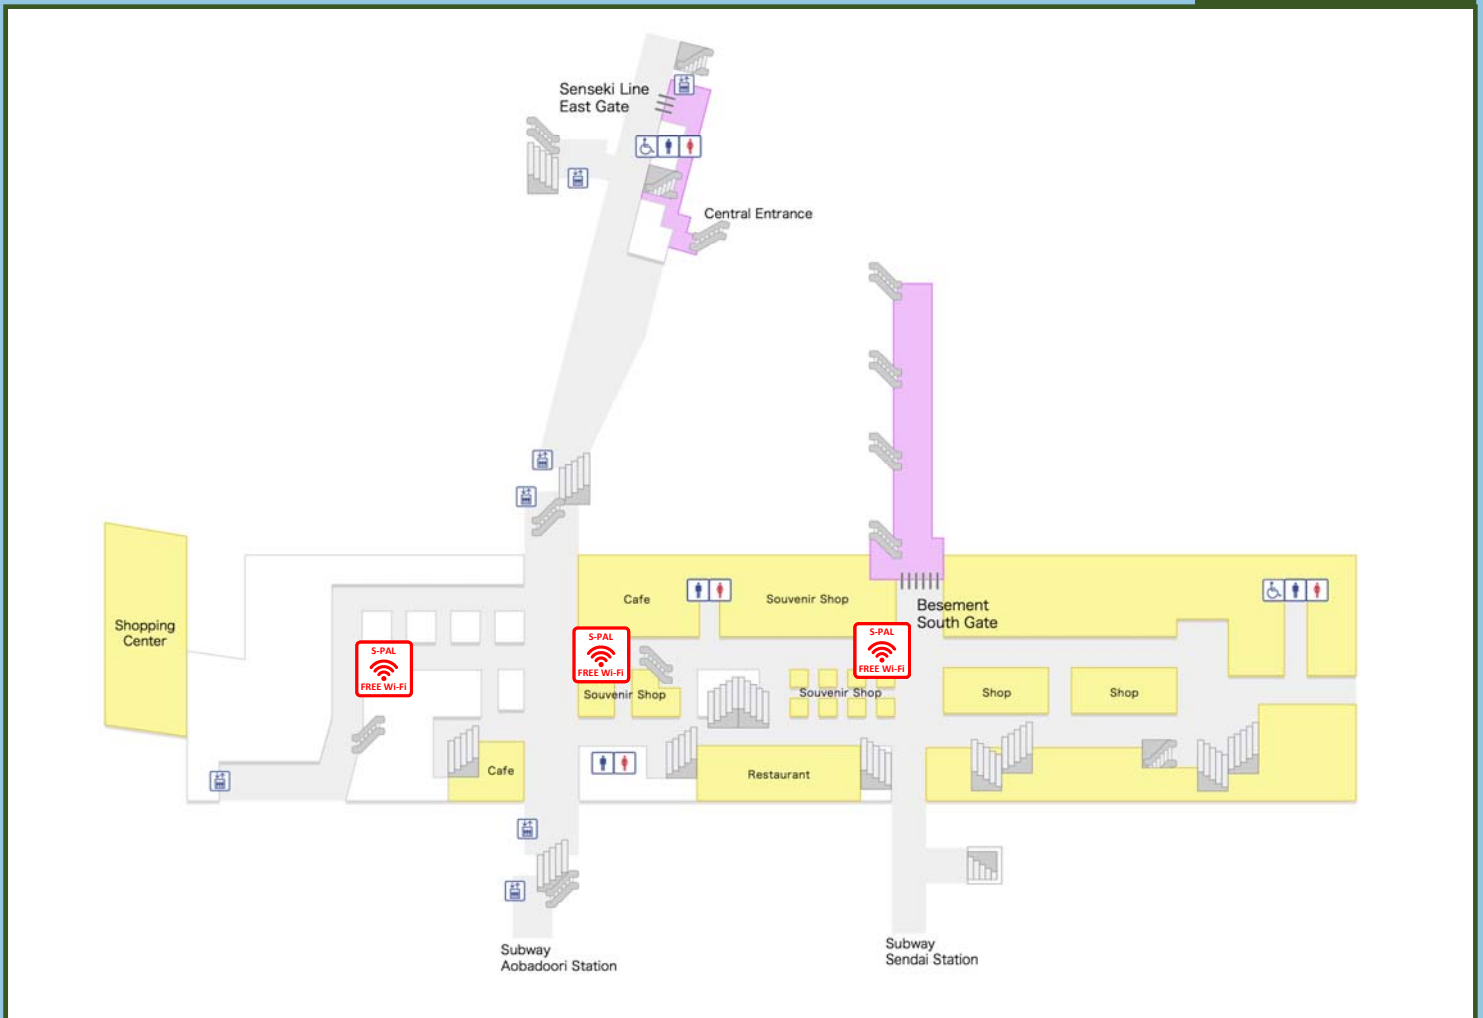 Senseki Line
East Gate
Central Entrance
Shopping
Center
Cafe
Souvenir Shop
Besement
South Gate
S-PAL
FREE Wi-Fi
S-PAL
FREE Wi-Fi
S-PAL
FREE Wi-Fi
Souvenir Shop
Souvenir Shop
Shop
Shop
Cafe
Restaurant
Subway
Aobadoori Station
Subway
Sendai Station